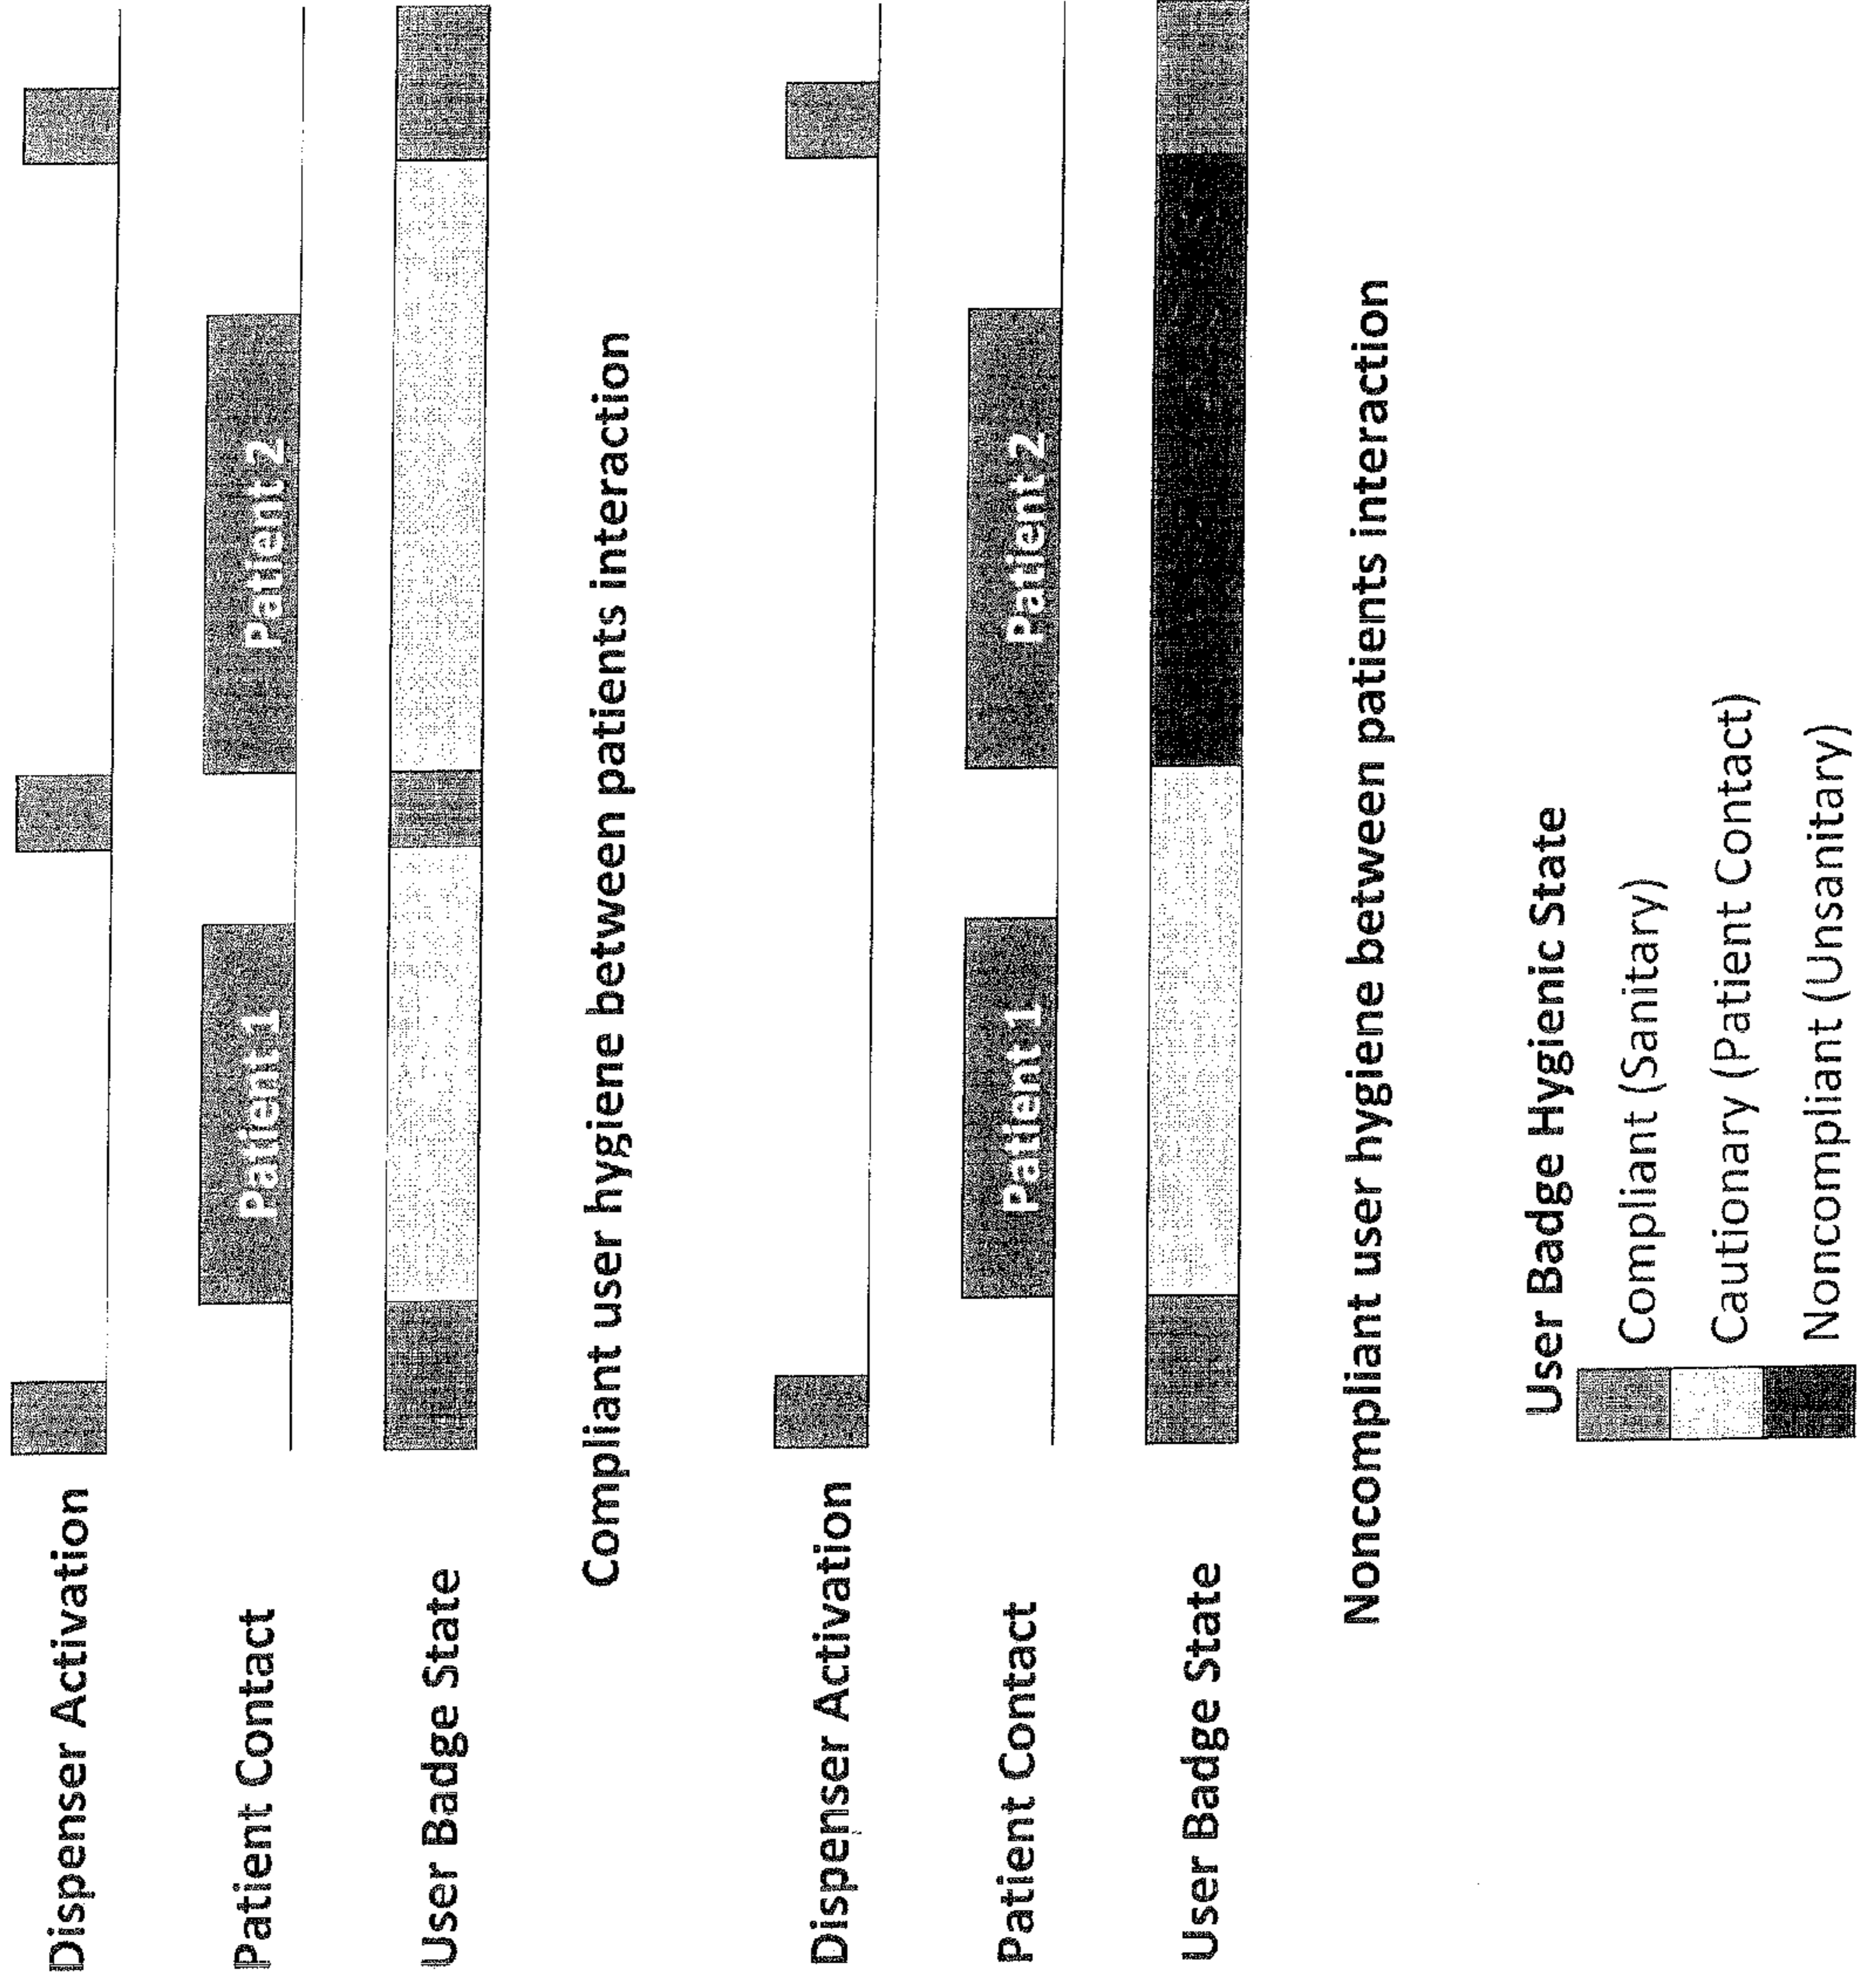 Dispenser Activation
Patient Contact
Patient 1
Patient 2
User Badge State
Compliant user hygiene between patients interaction
Dispenser Activation
Patient Contact
Patient 1
Patient 2
User Badge State
Noncompliant user hygiene between patients interaction
User Badge Hygienic State
Compliant (Sanitary)
Cautionary (Patient Contact)
Noncompliant (Unsanitary)